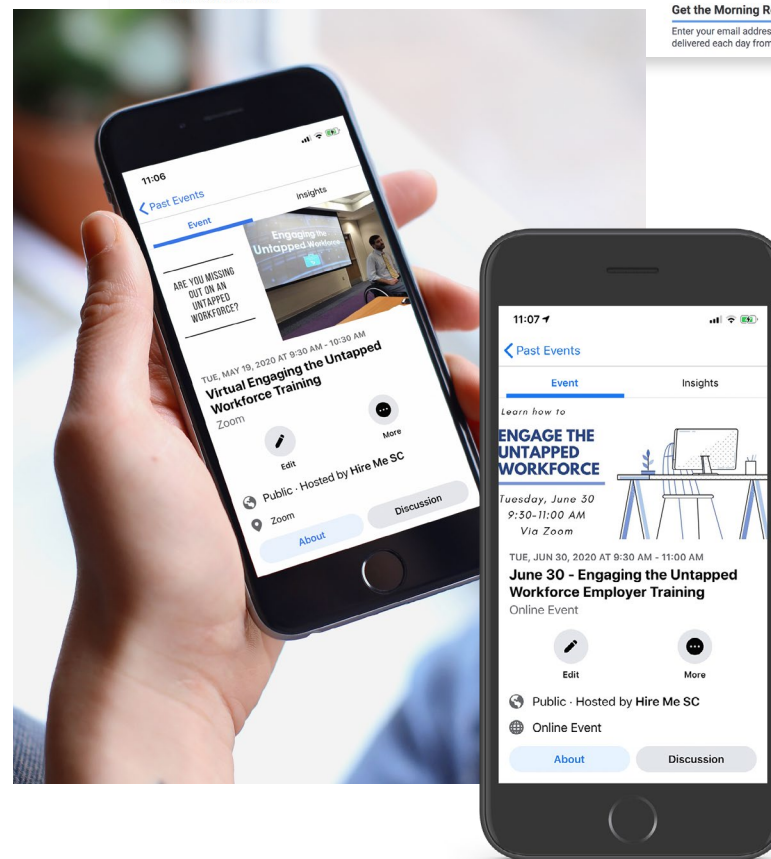 Get the Morning R
Enter your email addres
delivered each day from
11:06
Past Events
Event
Insights
ARE YOU MISSING
OUT ON AN
UNTAPPED
WORKFORCE?
Engaging the
Untapped Workforce
TUE, MAY 19, 2020 AT 9:30 AM - 10:30 AM
Virtual Engaging the Untapped
Workforce Training
Zoom
Edit
More
Public · Hosted by Hire Me SC
Zoom
About
Discussion
11:07
Past Events
Event
Insights
Learn how to
ENGAGE THE
UNTAPPED
WORKFORCE
Tuesday, June 30
9:30-11:00 AM
Via Zoom
TUE, JUN 30, 2020 AT 9:30 AM - 11:00 AM
June 30 - Engaging the Untapped
Workforce Employer Training
Online Event
Edit
More
Public · Hosted by Hire Me SC
Online Event
About
Discussion